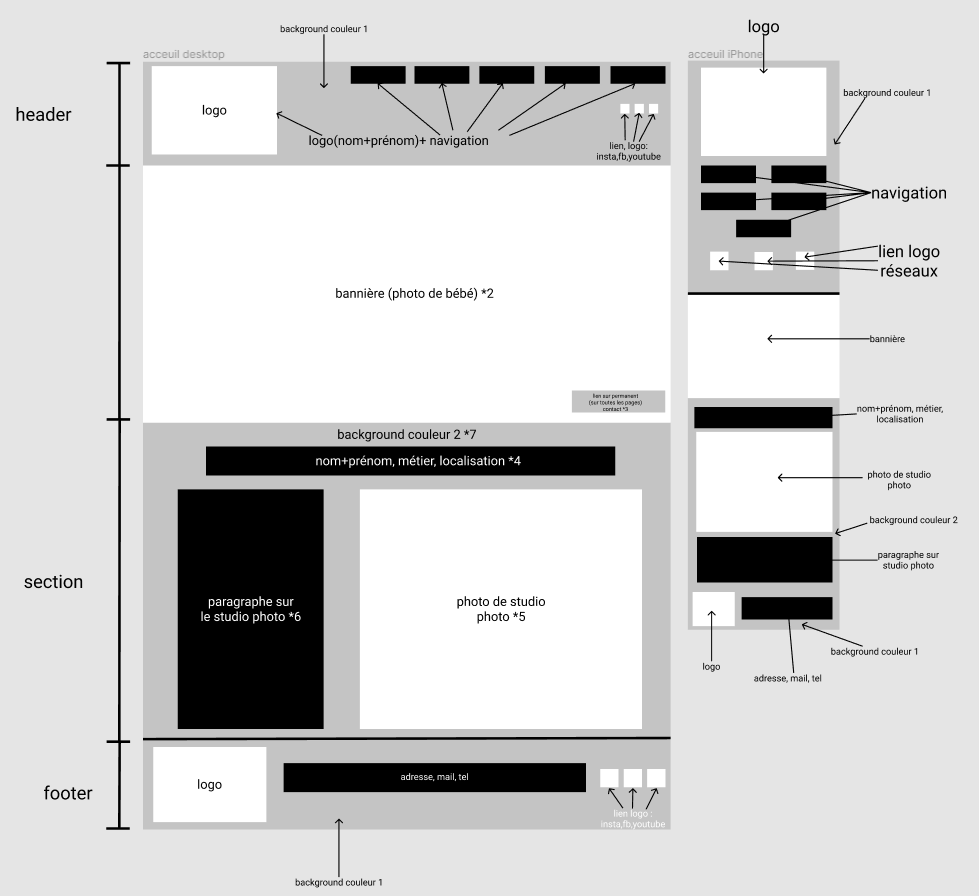 background couleur 1
acceuil desktop
header
logo
logo(nom+prénom)+ navigation
lien, logo:
insta,fb,youtube
bannière (photo de bébé) *2
lien sur permanent
(sur toutes les pages)
contact *3
section
background couleur 2 *7
nom+prénom, métier, localisation *4
paragraphe sur
le studio photo *6
photo de studio
photo *5
footer
logo
adresse, mail, tel
lien logo :
insta,fb,youtube
background couleur 1
logo
acceuil iPhone
background couleur 1
navigation
lien logo
réseaux
bannière
nom+prénom, métier,
localisation
photo de studio
photo
background couleur 2
paragraphe sur
studio photo
background couleur 1
logo
adresse, mail, tel